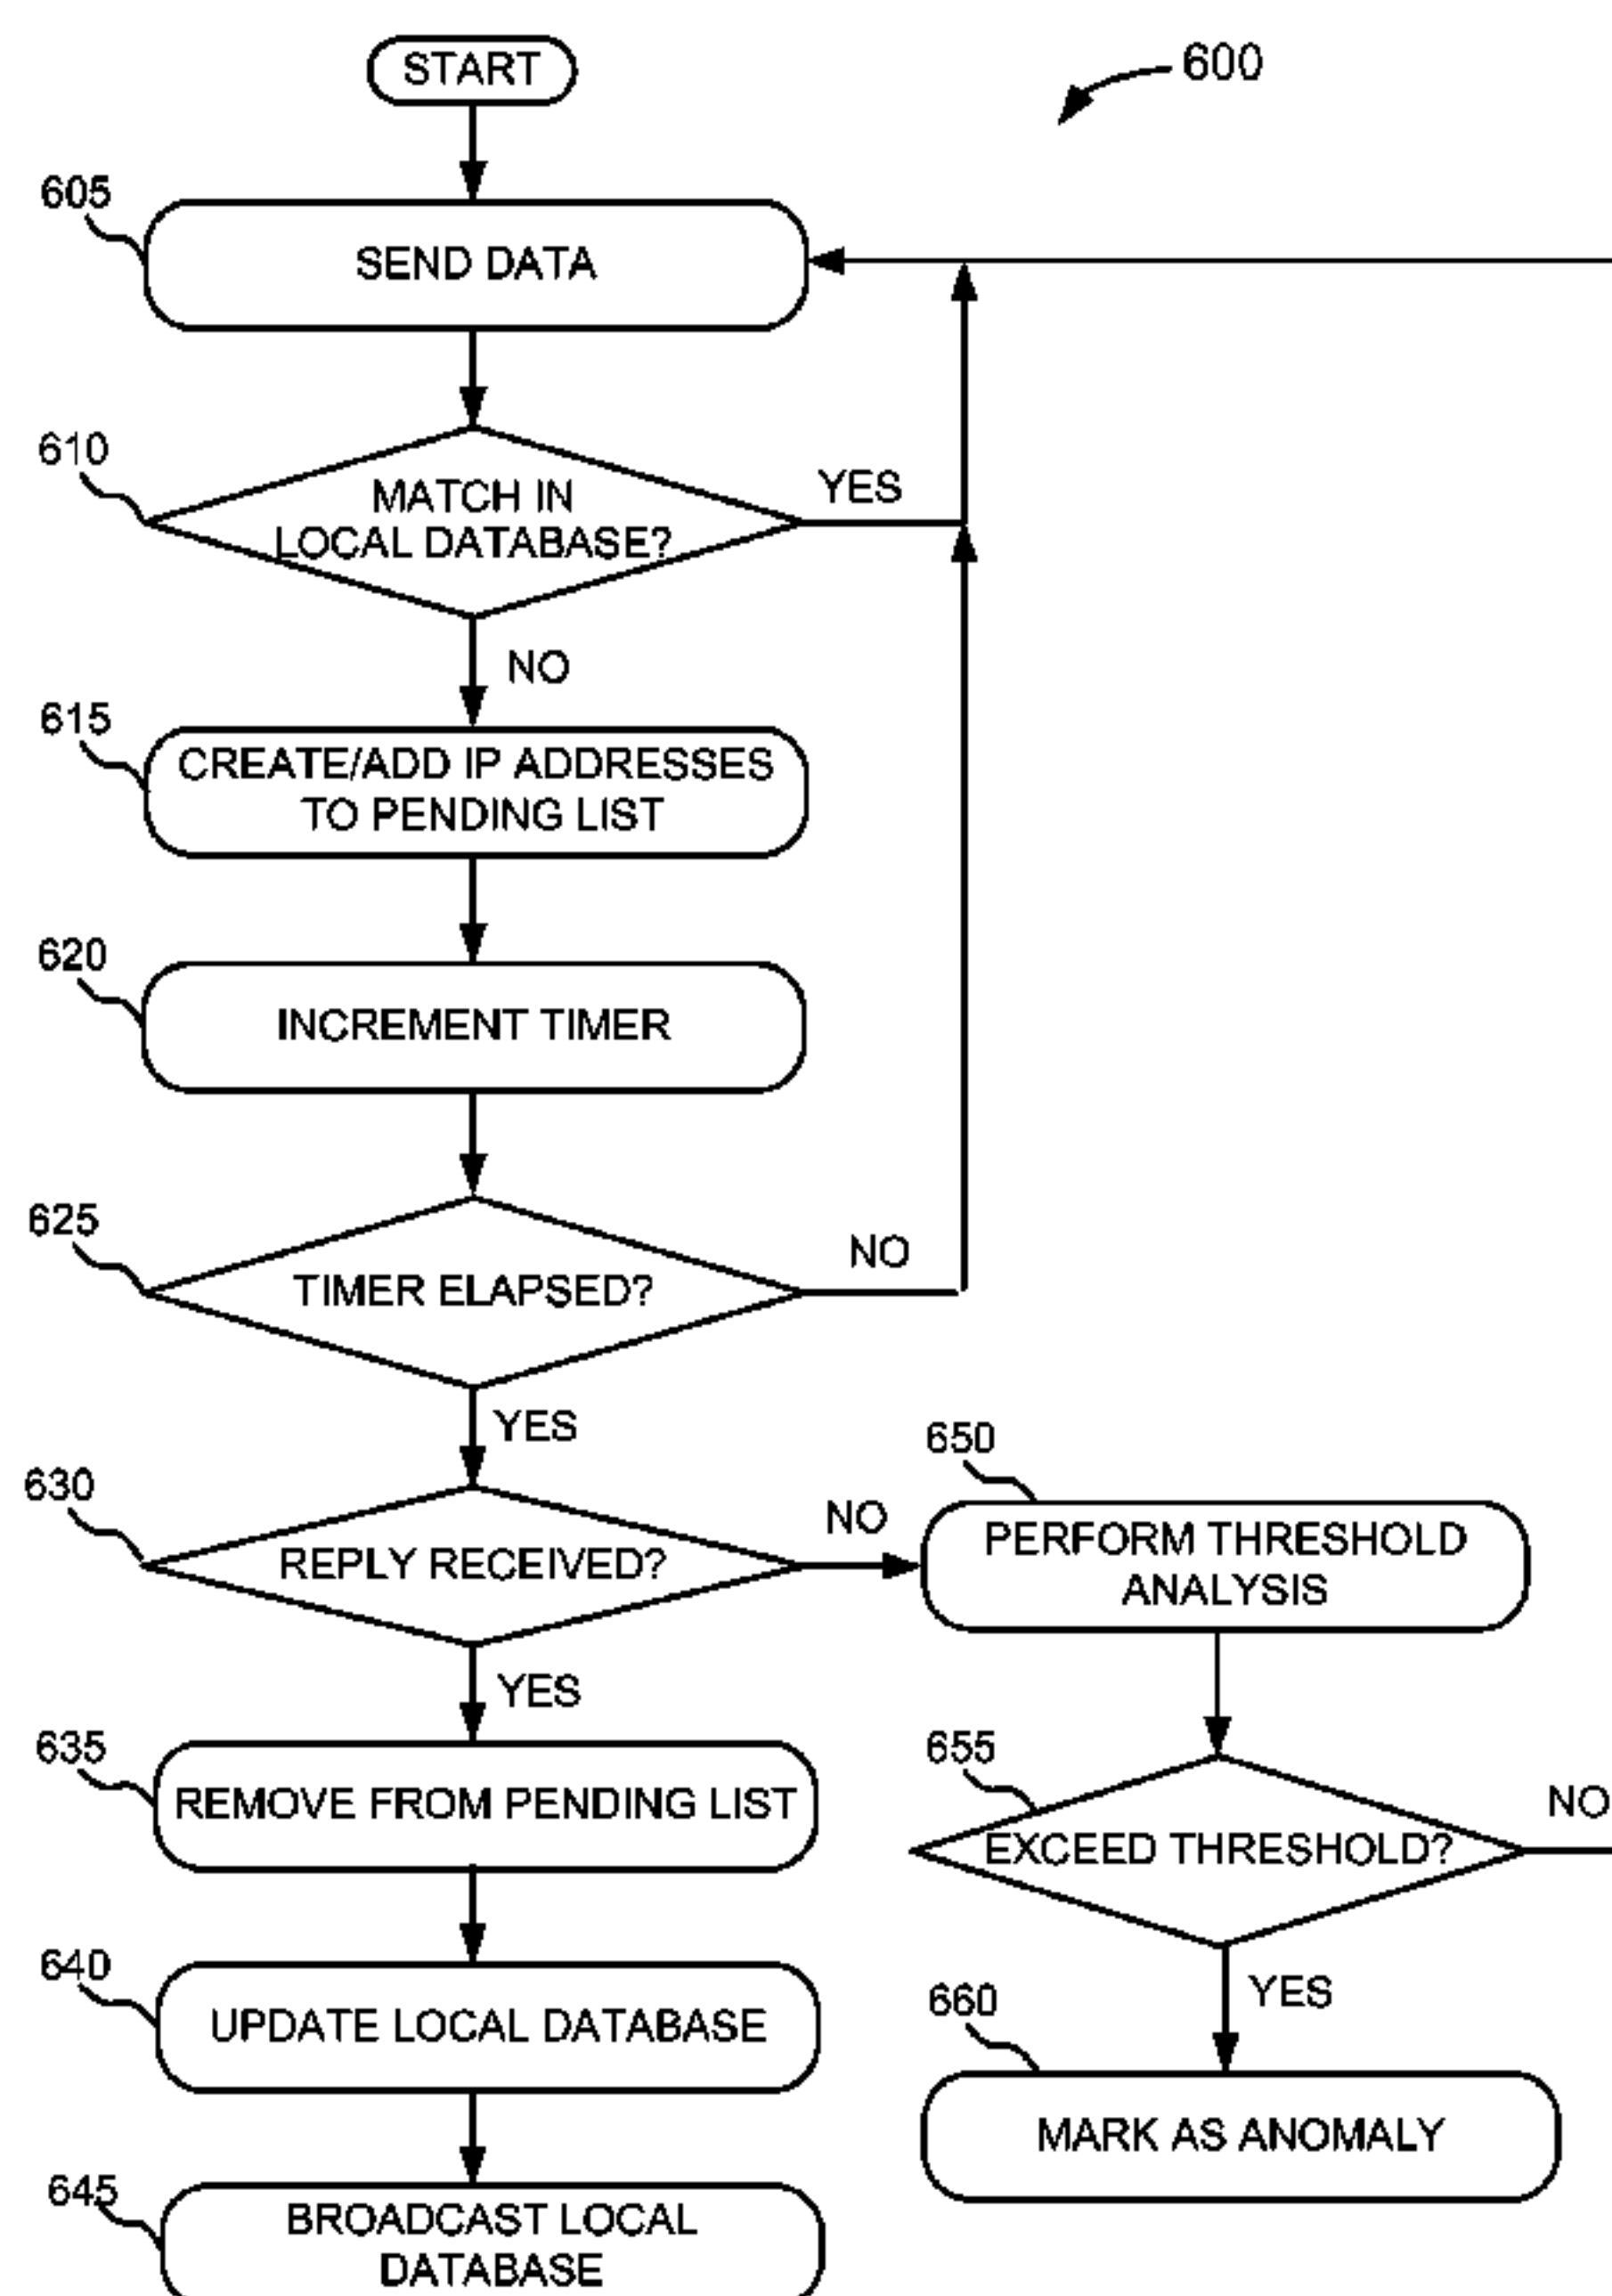 START
600
605
SEND DATA
610
MATCH IN
LOCAL DATABASE?
YES
NO
615
CREATE/ADD IP ADDRESSES
TO PENDING LIST
620
INCREMENT TIMER
625
TIMER ELAPSED?
NO
YES
630
REPLY RECEIVED?
NO
650
PERFORM THRESHOLD
ANALYSIS
YES
635
REMOVE FROM PENDING LIST
655
EXCEED THRESHOLD?
NO
640
UPDATE LOCAL DATABASE
YES
660
MARK AS ANOMALY
645
BROADCAST LOCAL
DATABASE